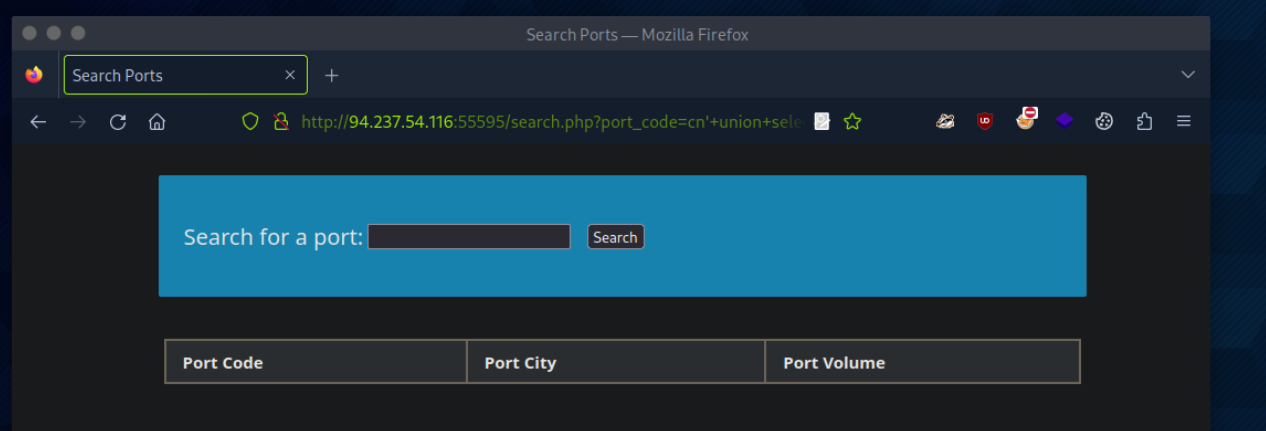 Search Ports — Mozilla Firefox
Search Ports
http://94.237.54.116:55595/search.php?port_code=cn'+union+sele
Search for a port: Search
Port Code Port City Port Volume